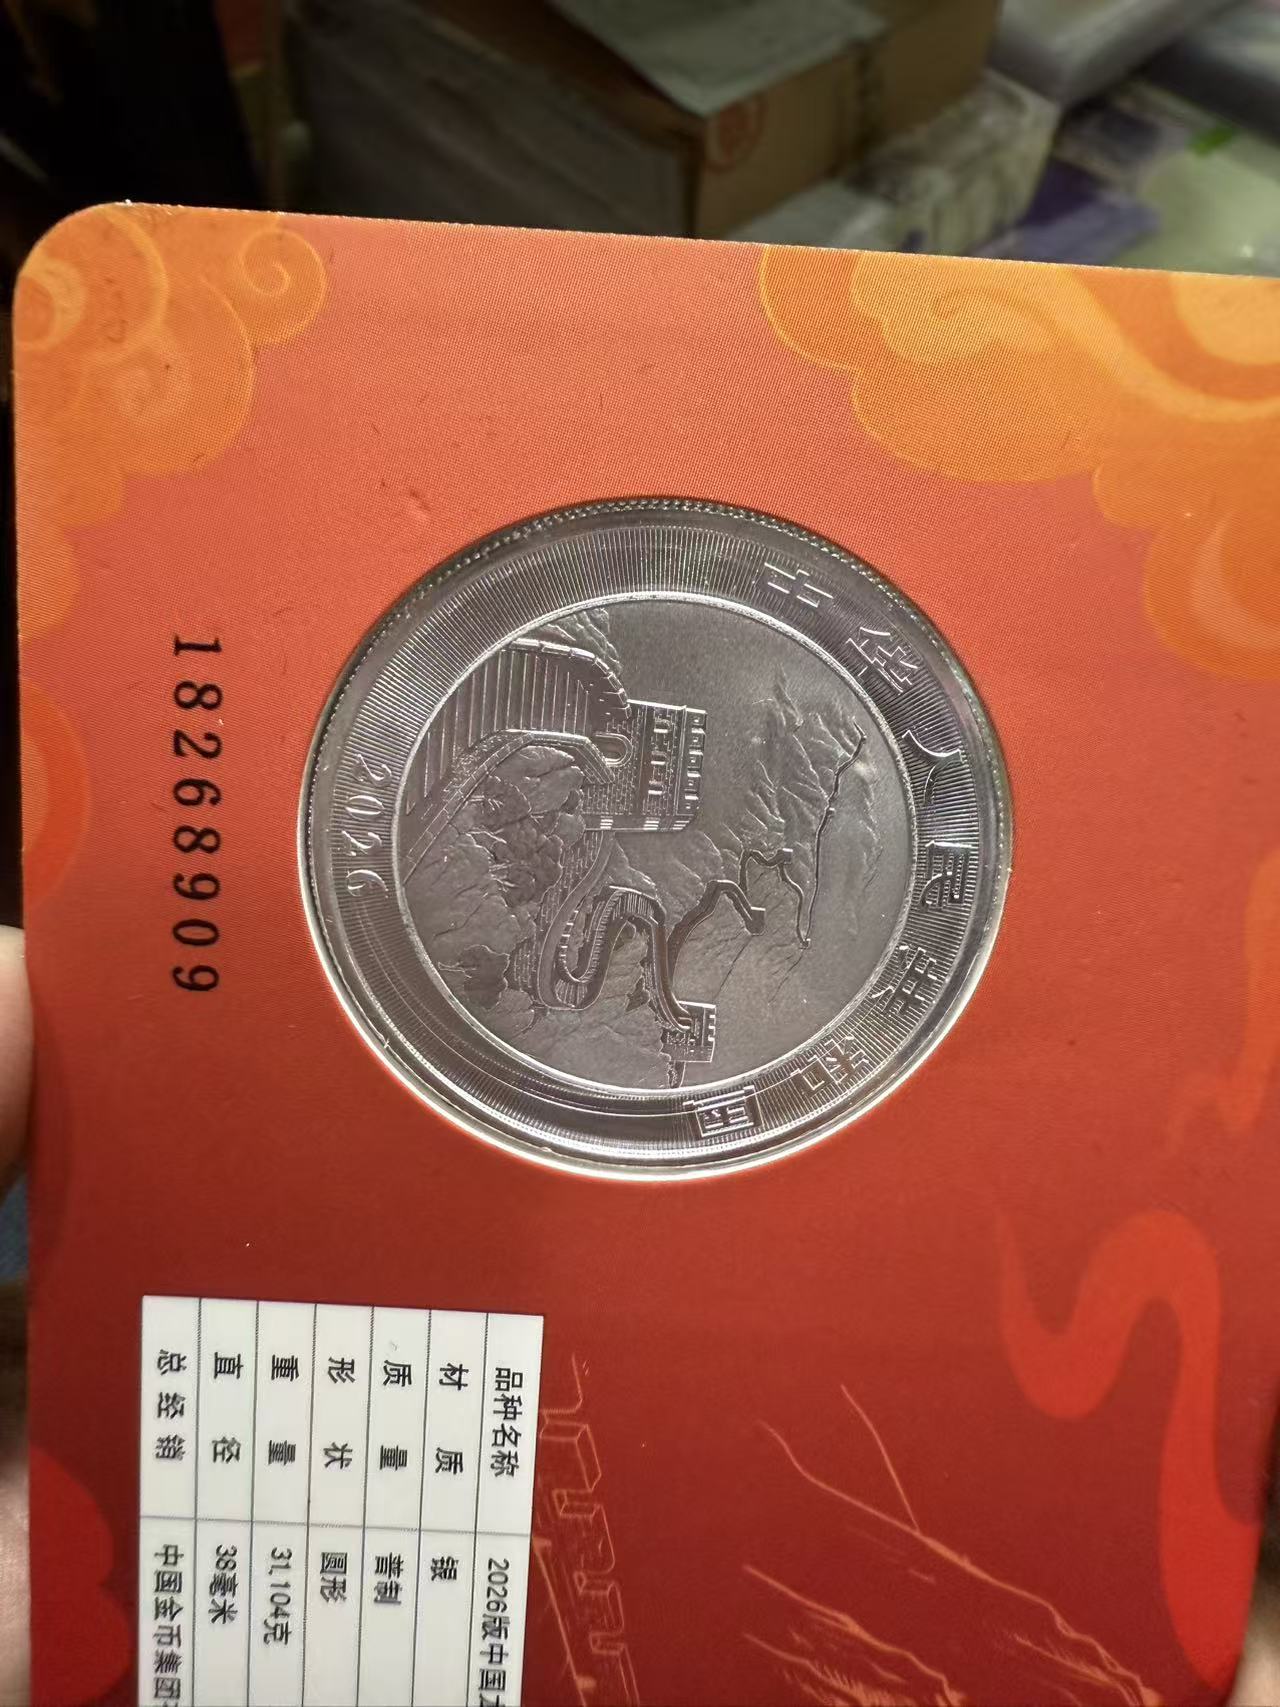 中华人民共和国
2026
18268909
品种名称 2026版中国
材质 银
质量 普制
形状 圆形
重量 31.104克
直径 38毫米
总经销 中国金币集团